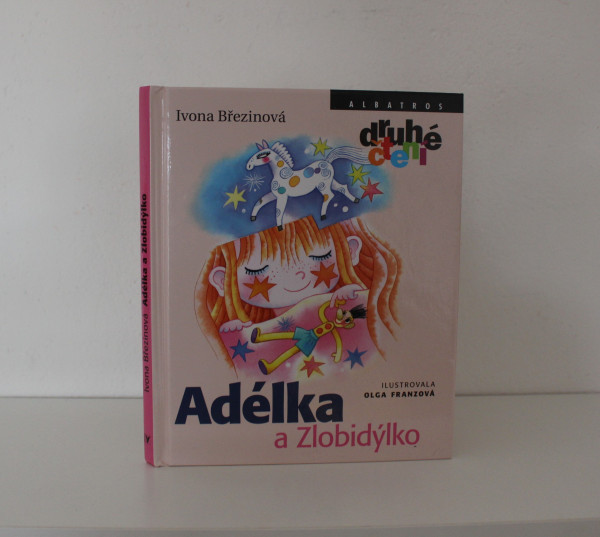 Ivona Březinová Adélka a Zlobidýlko
ALBATROS
Ivona Březinová
druhé
čtení
ILUSTROVALA
OLGA FRANZOVÁ
Adélka
a Zlobidýlko